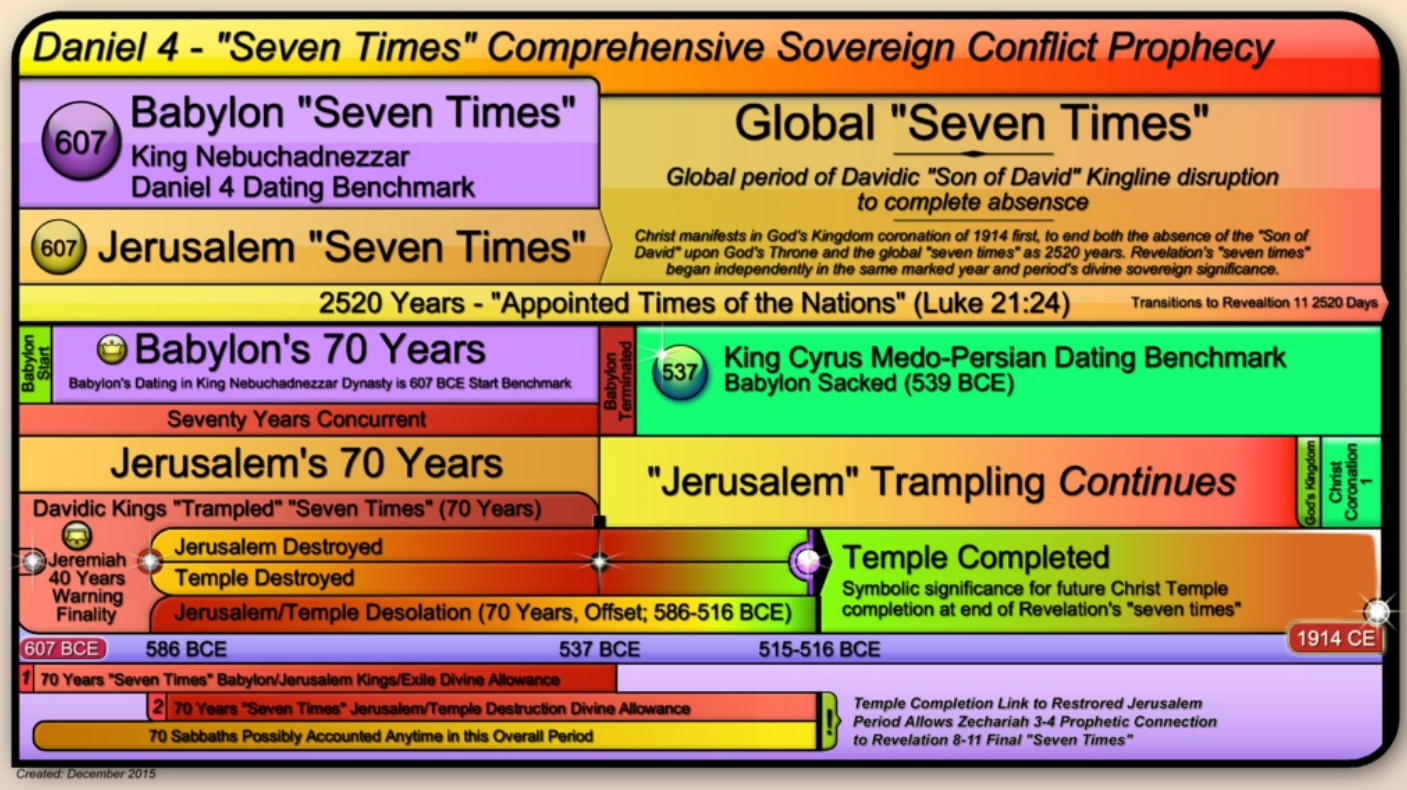 Daniel 4 - "Seven Times" Comprehensive Sovereign Conflict Prophecy
607
Babylon "Seven Times"
King Nebuchadnezzar
Daniel 4 Dating Benchmark
607
Jerusalem "Seven Times"
Global "Seven Times"
Global period of Davidic "Son of David" Kingline disruption
to complete absensce
Christ manifests in God's Kingdom coronation of 1914 first, to end both the absence of the "Son of
David" upon God's Throne and the global "seven times" as 2520 years. Revelation's "seven times"
began independently in the same marked year and period's divine sovereign significance.
2520 Years - "Appointed Times of the Nations" (Luke 21:24)
Transitions to Revealtion 11 2520 Days
Babylon
Start
Babylon's 70 Years
Babylon's Dating in King Nebuchadnezzar Dynasty is 607 BCE Start Benchmark
Seventy Years Concurrent
Babylon
Terminated
537
King Cyrus Medo-Persian Dating Benchmark
Babylon Sacked (539 BCE)
Jerusalem's 70 Years
"Jerusalem" Trampling Continues
God's Kingdom
Christ
Coronation
1
Davidic Kings "Trampled" "Seven Times" (70 Years)
Jeremiah
40 Years
Warning
Finality
Jerusalem Destroyed
Temple Destroyed
Jerusalem/Temple Desolation (70 Years, Offset; 586-516 BCE)
Temple Completed
Symbolic significance for future Christ Temple
completion at end of Revelation's "seven times"
607 BCE
586 BCE
537 BCE
515-516 BCE
1914 CE
1 70 Years "Seven Times" Babylon/Jerusalem Kings/Exile Divine Allowance
2 70 Years "Seven Times" Jerusalem/Temple Destruction Divine Allowance
70 Sabbaths Possibly Accounted Anytime in this Overall Period
!
Temple Completion Link to Restrored Jerusalem
Period Allows Zechariah 3-4 Prophetic Connection
to Revelation 8-11 Final "Seven Times"
Created: December 2015